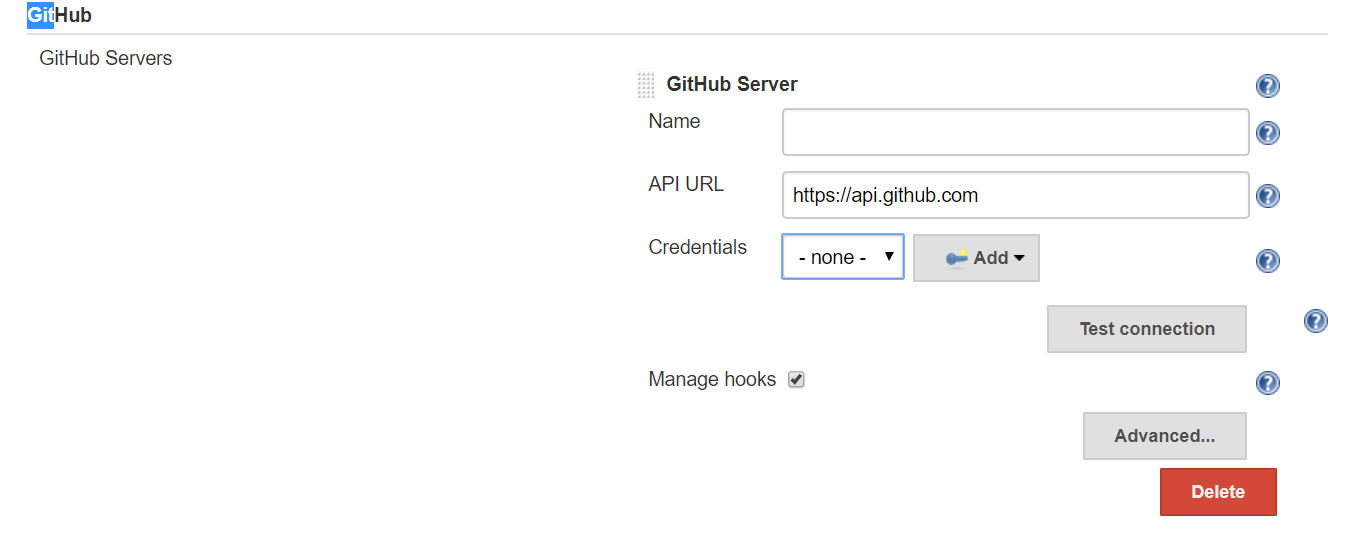 GitHub
GitHub Servers
GitHub Server
Name
API URL
https://api.github.com
Credentials
- none -
Add
Test connection
Manage hooks
Advanced...
Delete